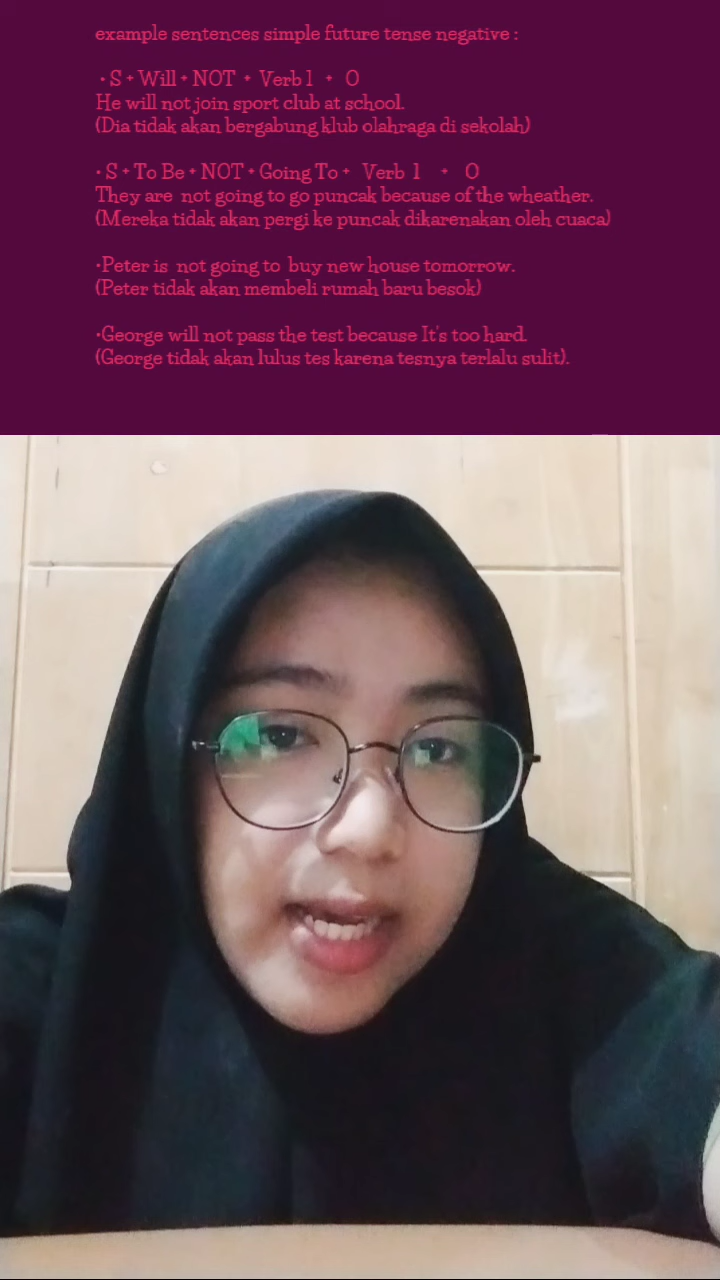 example sentences simple future tense negative :
• S + Will + NOT + Verb 1 + O
He will not join sport club at school.
(Dia tidak akan bergabung klub olahraga di sekolah)
• S + To Be + NOT + Going To + Verb 1 + O
They are not going to go puncak because of the wheather.
(Mereka tidak akan pergi ke puncak dikarenakan oleh cuaca)
•Peter is not going to buy new house tomorrow.
(Peter tidak akan membeli rumah baru besok)
•George will not pass the test because It's too hard.
(George tidak akan lulus tes karena tesnya terlalu sulit).